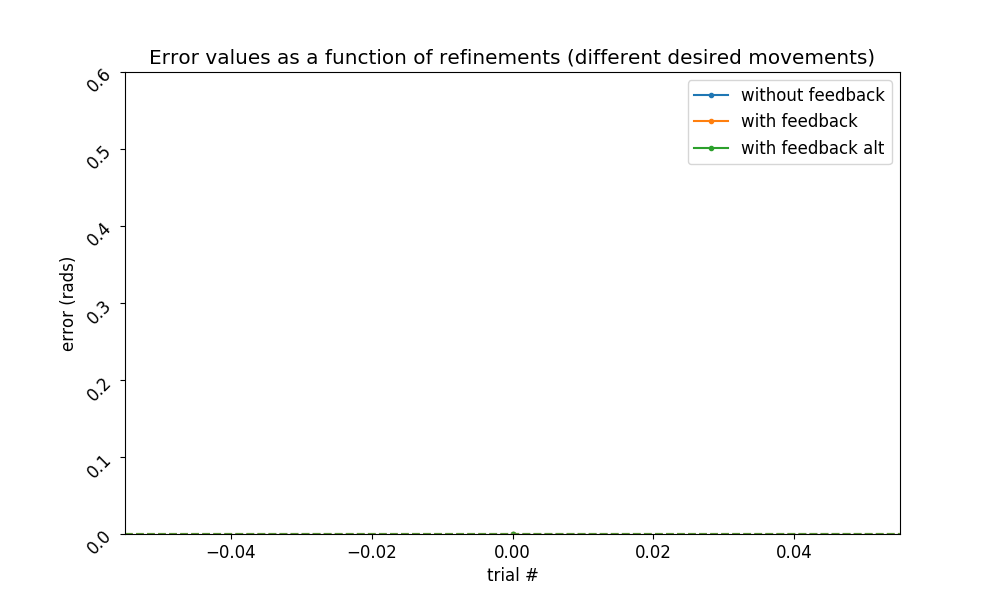 Error values as a function of refinements (different desired movements)
without feedback
with feedback
with feedback alt
error (rads)
0.6
0.5
0.4
0.3
0.2
0.1
0.0
−0.04 −0.02 0.00 0.02 0.04
trial #